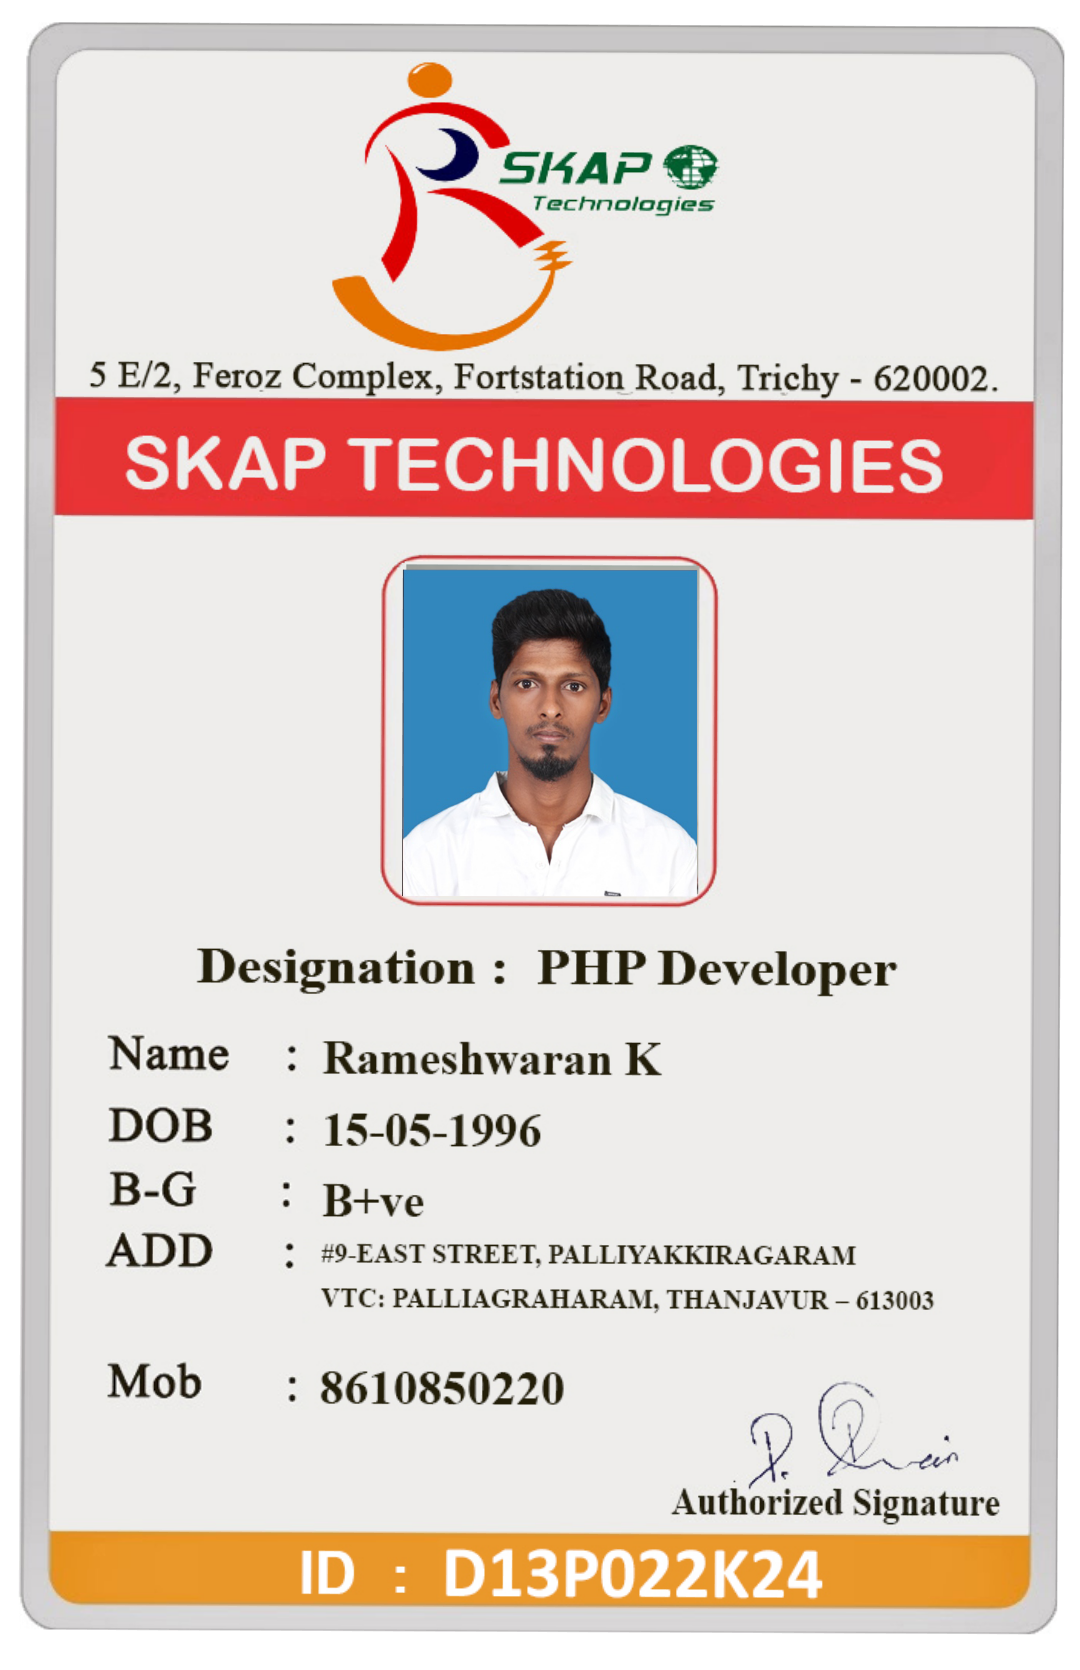 SKAP
Technologies
5 E/2, Feroz Complex, Fortstation Road, Trichy - 620002.
SKAP TECHNOLOGIES
Designation : PHP Developer
Name : Rameshwaran K
DOB : 15-05-1996
B-G : B+ve
ADD : #9-EAST STREET, PALLIYAKKIRAGARAM
VTC: PALLIAGRAHARAM, THANJAVUR – 613003
Mob : 8610850220
Authorized Signature
ID : D13P022K24